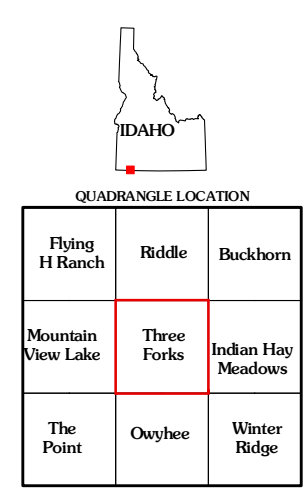 IDAHO
QUADRANGLE LOCATION
Flying
H Ranch
Riddle
Buckhorn
Mountain
View Lake
Three
Forks
Indian Hay
Meadows
The
Point
Owyhee
Winter
Ridge